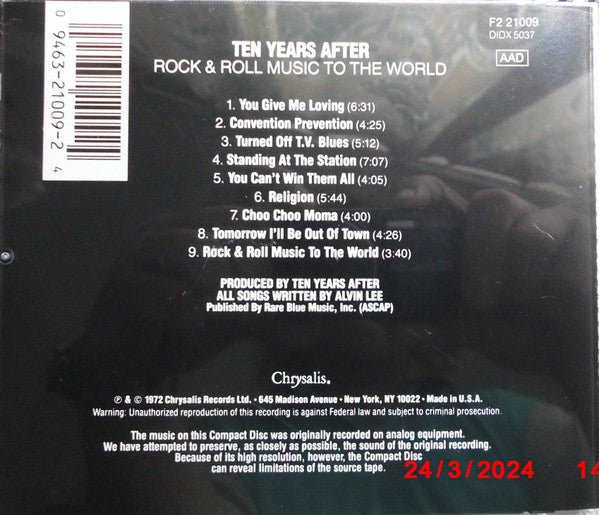 0 9463-21009-2 4
F2 21009
DIDX 5037
AAD
TEN YEARS AFTER
ROCK & ROLL MUSIC TO THE WORLD
1. You Give Me Loving (6:31)
2. Convention Prevention (4:25)
3. Turned Off T.V. Blues (5:12)
4. Standing At The Station (7:07)
5. You Can't Win Them All (4:05)
6. Religion (5:44)
7. Choo Choo Moma (4:00)
8. Tomorrow I'll Be Out Of Town (4:26)
9. Rock & Roll Music To The World (3:40)
PRODUCED BY TEN YEARS AFTER
ALL SONGS WRITTEN BY ALVIN LEE
Published By Rare Blue Music, Inc. (ASCAP)
Chrysalis®
℗ & © 1972 Chrysalis Records Ltd. • 645 Madison Avenue • New York, NY 10022 • Made in U.S.A.
Warning: Unauthorized reproduction of this recording is against Federal law and subject to criminal prosecution.
The music on this Compact Disc was originally recorded on analog equipment.
We have attempted to preserve, as closely as possible, the sound of the original recording.
Because of its high resolution, however, the Compact Disc
can reveal limitations of the source tape.
24/3/2024 14